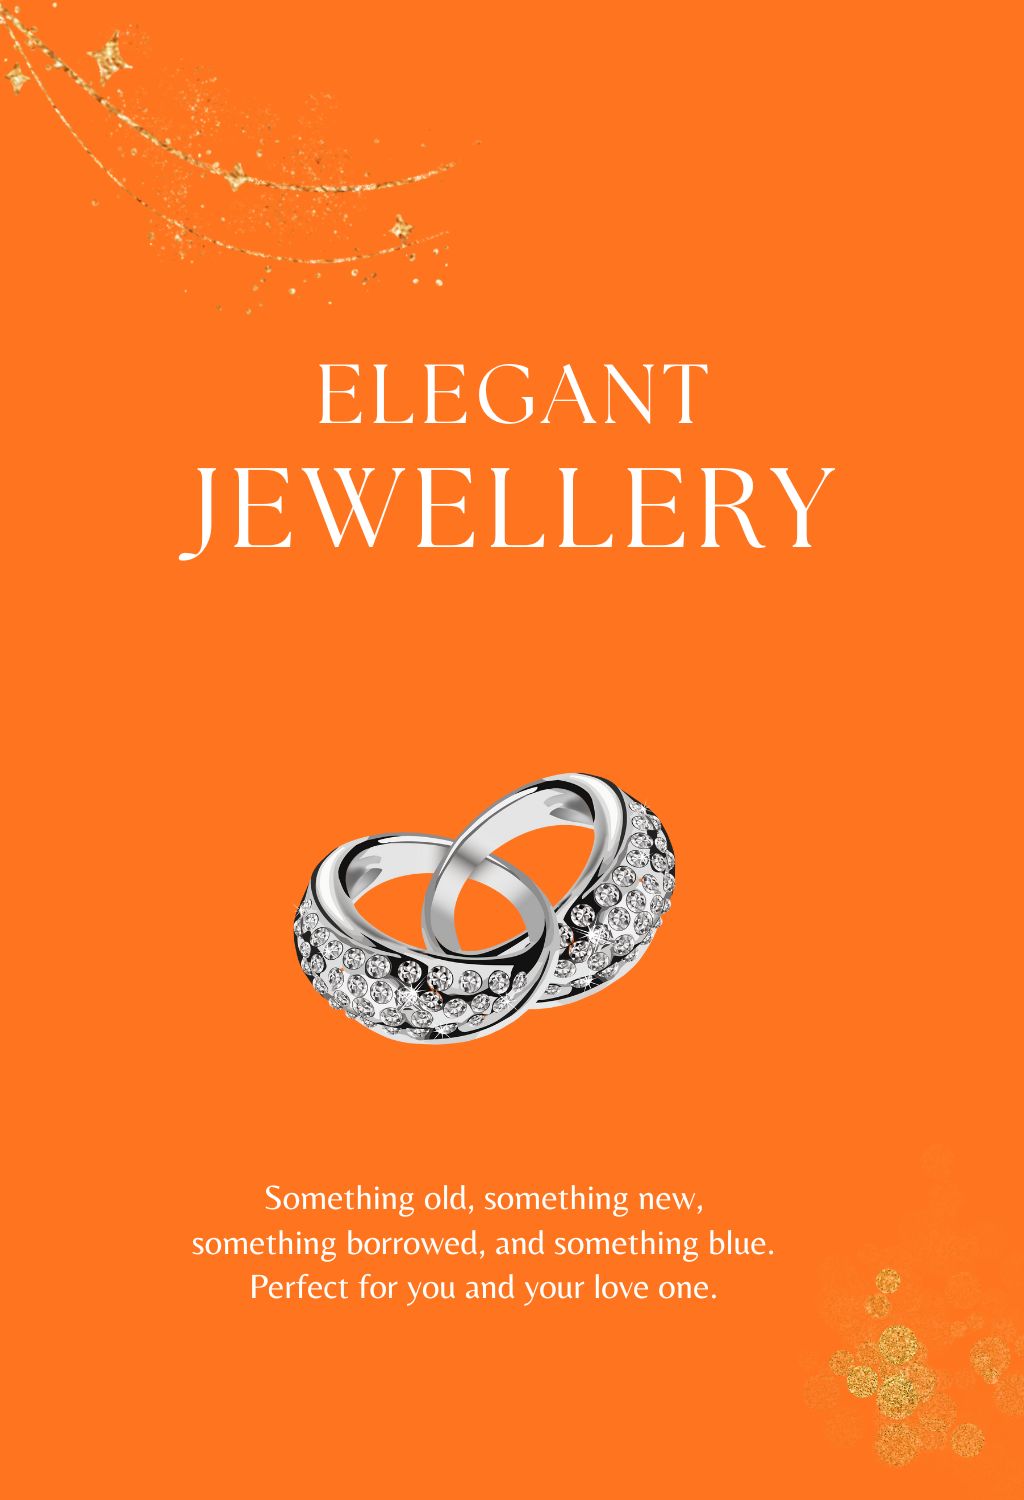 ELEGANT
JEWELLERY
Something old, something new,
something borrowed, and something blue.
Perfect for you and your love one.